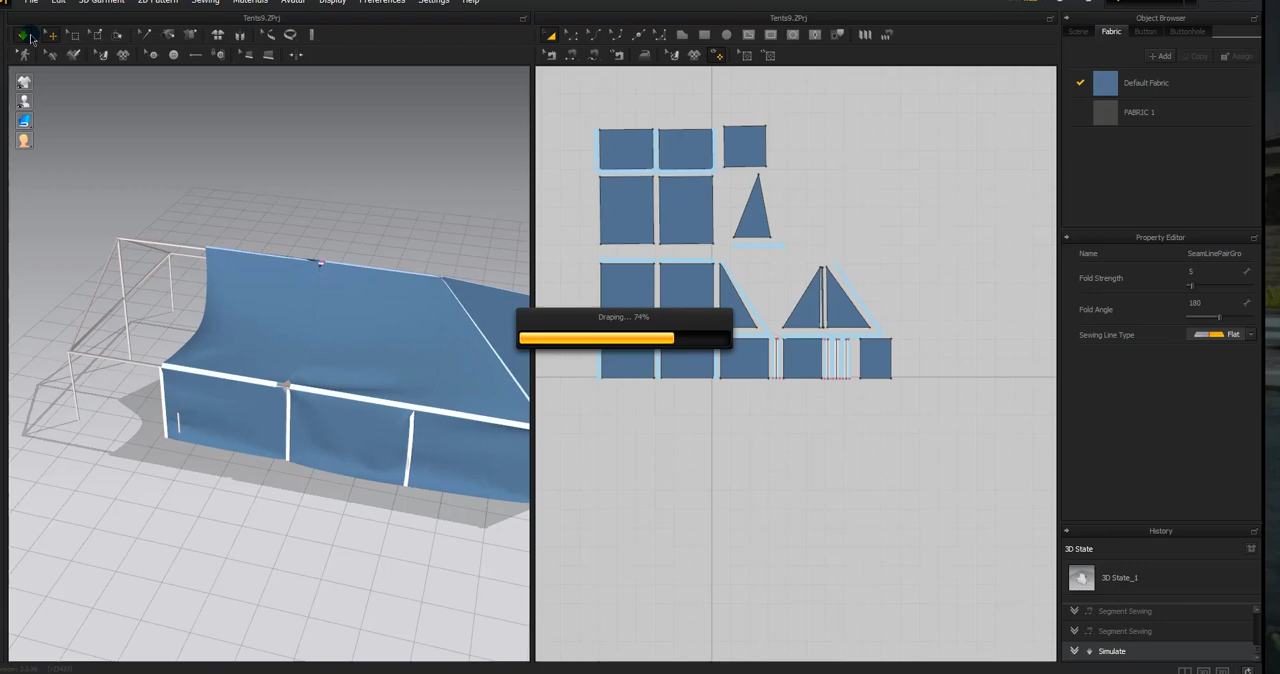 File Edit 3D Garment 2D Pattern Sewing Materials Avatar Display Preferences Settings Help
Tents9.ZPrj
Tents9.ZPrj
Object Browser
Scene Fabric Button Buttonhole
Add Copy Assign
Default Fabric
FABRIC 1
Property Editor
Name SeamLinePairGro
Fold Strength 5
Fold Angle 180
Sewing Line Type Flat
Draping... 74%
History
3D State
3D State_1
Segment Sewing
Segment Sewing
Simulate